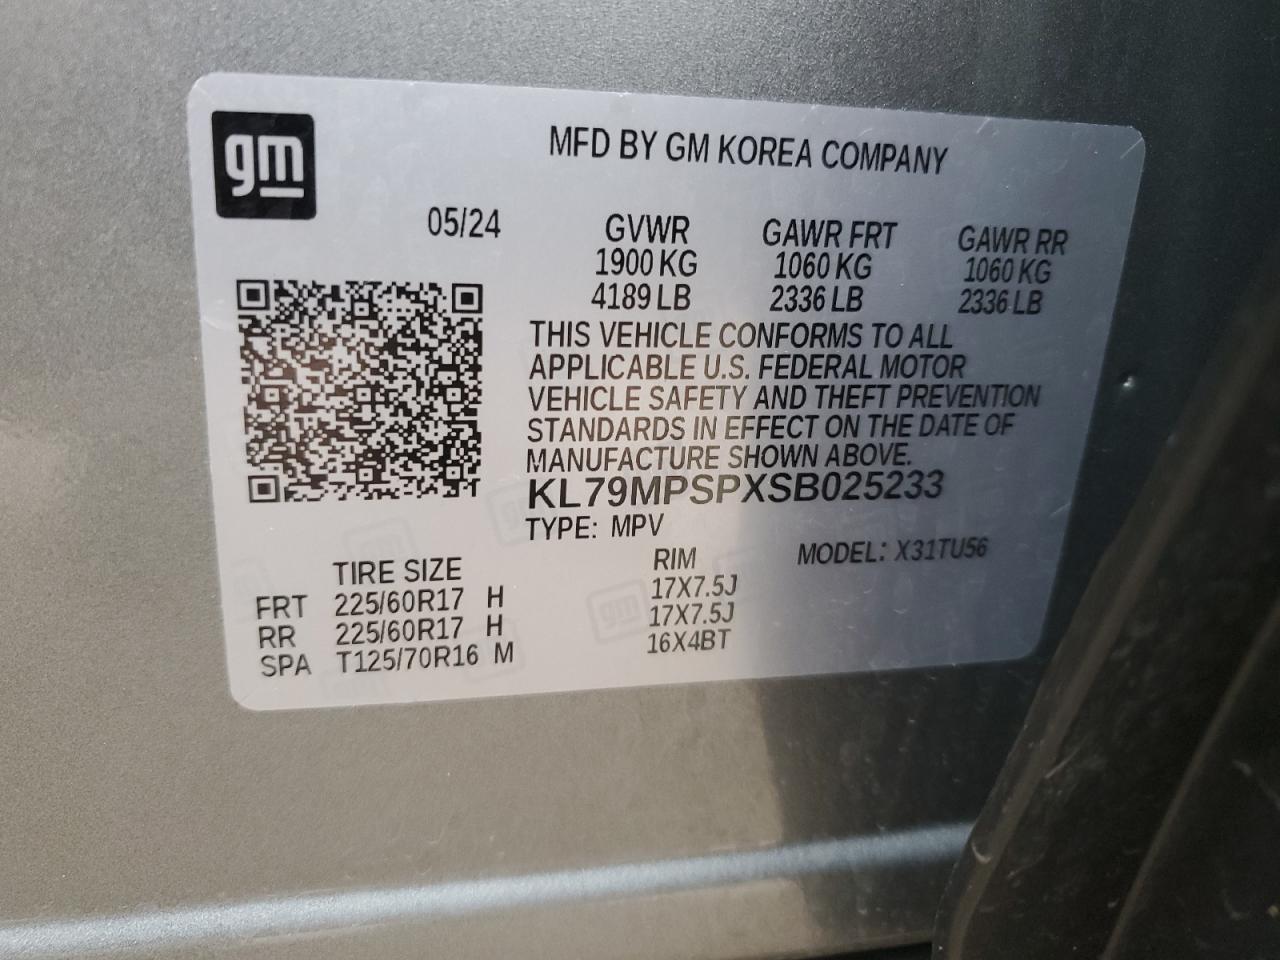 gm
MFD BY GM KOREA COMPANY
05/24 GVWR GAWR FRT GAWR RR
1900 KG 1060 KG 1060 KG
4189 LB 2336 LB 2336 LB
THIS VEHICLE CONFORMS TO ALL
APPLICABLE U.S. FEDERAL MOTOR
VEHICLE SAFETY AND THEFT PREVENTION
STANDARDS IN EFFECT ON THE DATE OF
MANUFACTURE SHOWN ABOVE.
KL79MPSPXSB025233
TYPE: MPV
MODEL: X31TU56
TIRE SIZE RIM
FRT 225/60R17 H 17X7.5J
RR 225/60R17 H 17X7.5J
SPA T125/70R16 M 16X4BT
gm